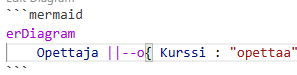 ```mermaid
erDiagram
    Opettaja ||--o{ Kurssi : "opettaa"